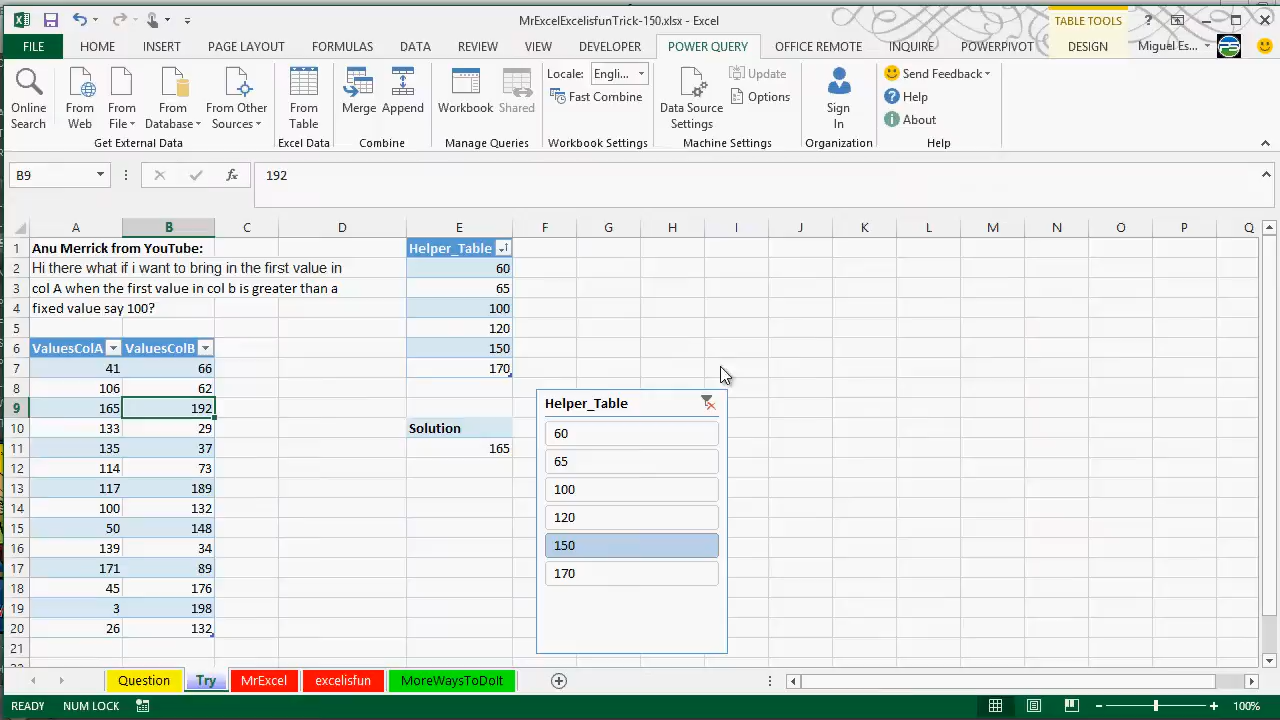 MrExcelExcelisfunTrick-150.xlsx - Excel
TABLE TOOLS
FILE HOME INSERT PAGE LAYOUT FORMULAS DATA REVIEW VIEW DEVELOPER POWER QUERY OFFICE REMOTE INQUIRE POWERPIVOT DESIGN Miguel Es...
Online Search
From Web
From File
From Database
From Other Sources
Get External Data
From Table
Excel Data
Merge
Append
Combine
Workbook
Shared
Manage Queries
Locale: Engli...
Fast Combine
Workbook Settings
Data Source Settings
Update
Options
Machine Settings
Sign In
Organization
Send Feedback
Help
About
Help
B9 fx 192
A B C D E F G H I J K L M N O P Q
1 Anu Merrick from YouTube: Helper_Table
2 Hi there what if i want to bring in the first value in 60
3 col A when the first value in col b is greater than a 65
4 fixed value say 100? 100
5 120
6 ValuesColA ValuesColB 150
7 41 66 170
8 106 62
9 165 192
10 133 29 Solution
11 135 37 165
12 114 73
13 117 189
14 100 132
15 50 148
16 139 34
17 171 89
18 45 176
19 3 198
20 26 132
21
Helper_Table
60
65
100
120
150
170
Question Try MrExcel excelisfun MoreWaysToDoIt
READY NUM LOCK 100%